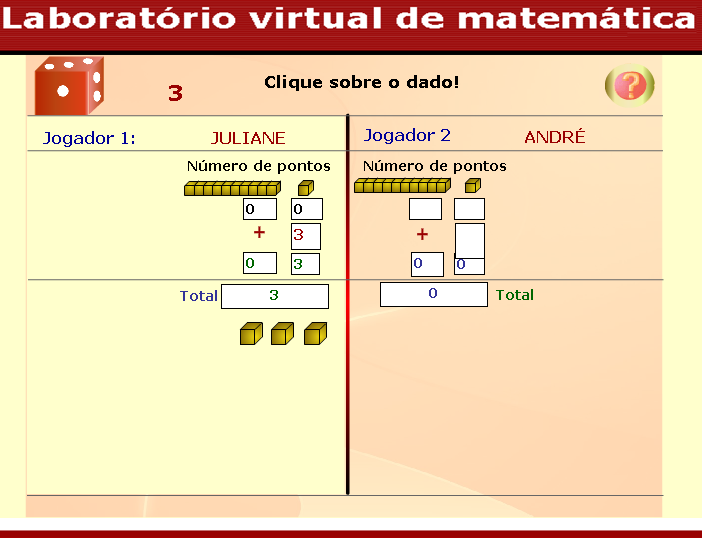 Laboratório virtual de matemática
3
Clique sobre o dado!
?
Jogador 1: JULIANE
Jogador 2 ANDRÉ
Número de pontos
Número de pontos
0 0
+ 3
+
0 3
0 0
Total 3
0 Total